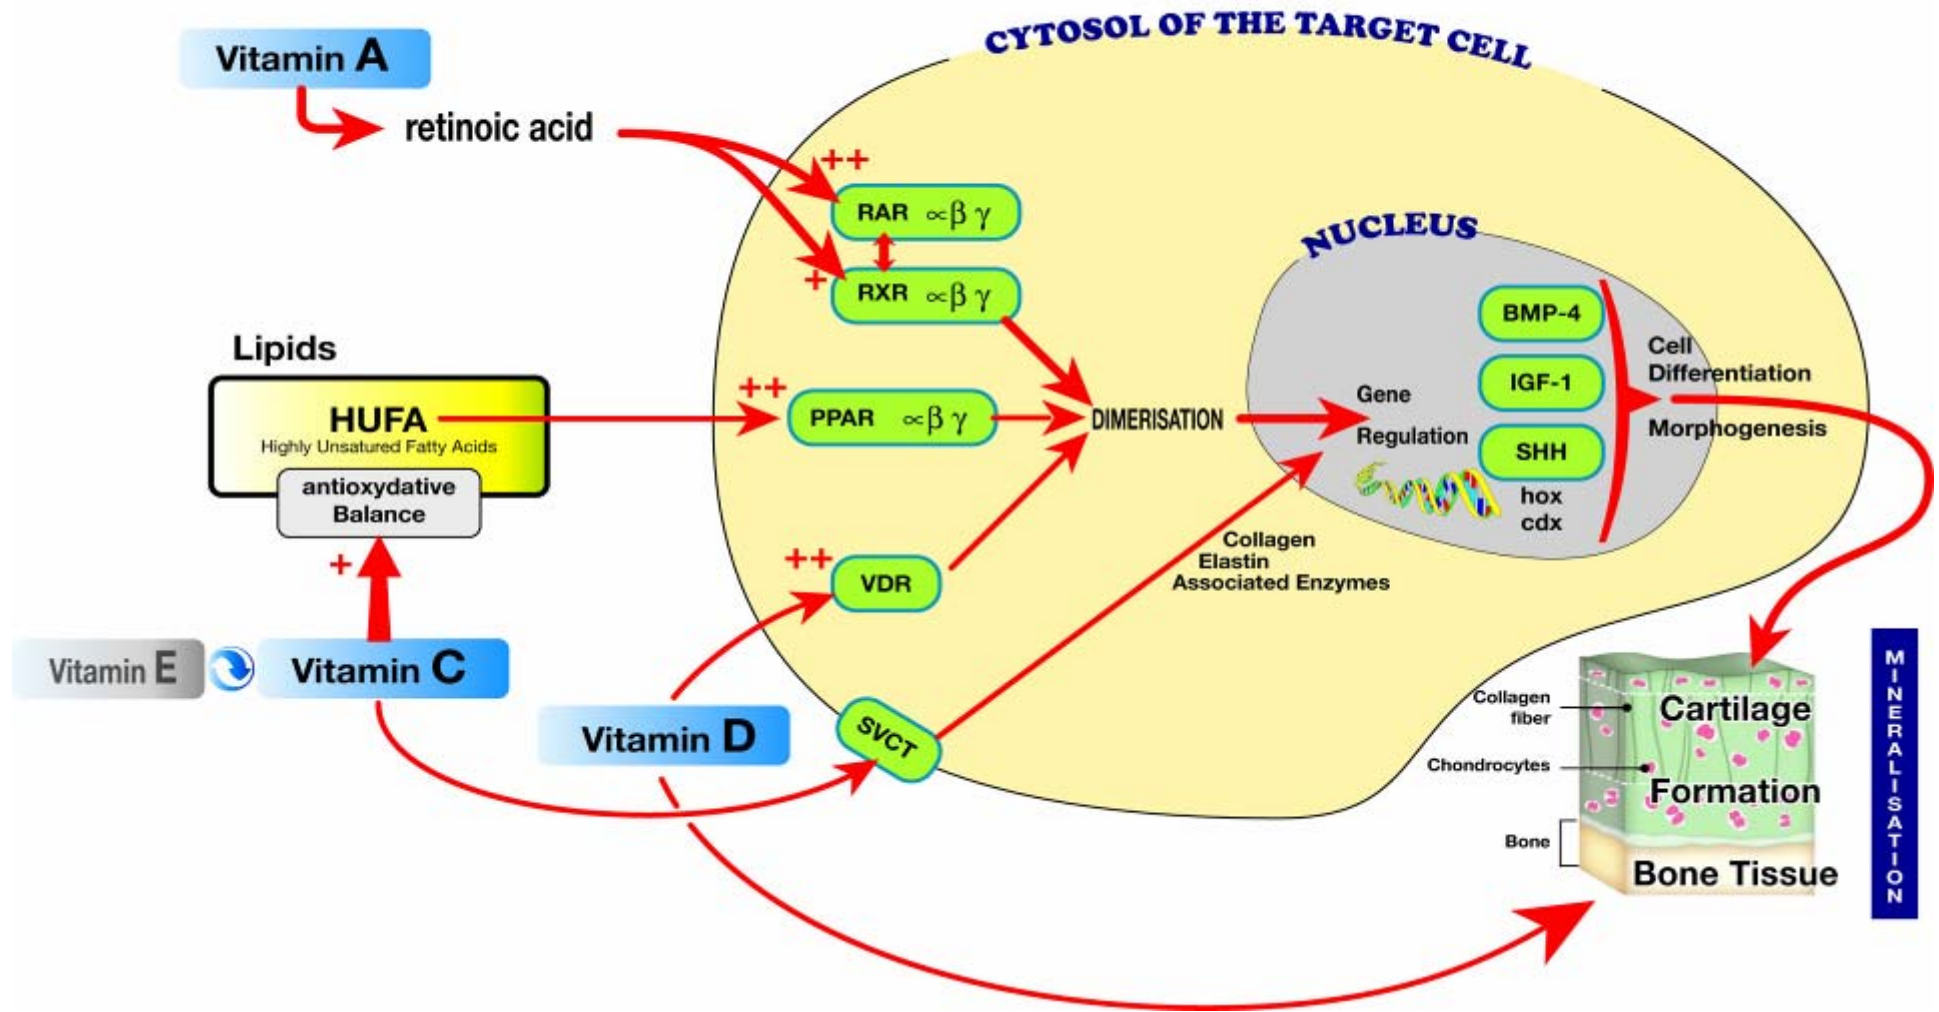 CYTOSOL OF THE TARGET CELL
Vitamin A
retinoic acid
++
RAR ∝β γ
+
RXR ∝β γ
NUCLEUS
BMP-4
IGF-1
SHH
hox
cdx
Gene
Regulation
Cell
Differentiation
Morphogenesis
Lipids
HUFA
Highly Unsatured Fatty Acids
antioxydative
Balance
++
PPAR ∝β γ
DIMERISATION
++
VDR
+
Vitamin E
Vitamin C
Vitamin D
SVCT
Collagen
Elastin
Associated Enzymes
Collagen
fiber
Chondrocytes
Bone
Cartilage
Formation
Bone Tissue
MINERALISATION